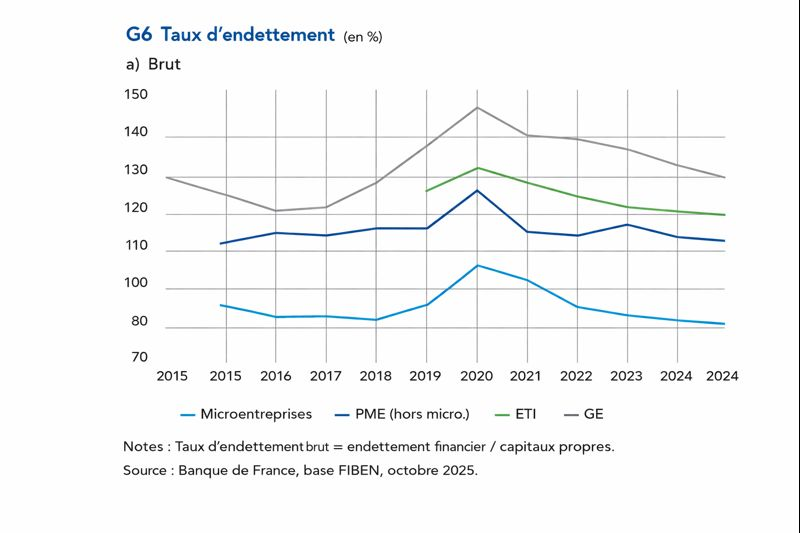 G6 Taux d'endettement (en %)
a) Brut
150
140
130
120
110
100
80
70
2015 2015 2016 2017 2018 2019 2020 2021 2022 2023 2024 2024
Microentreprises PME (hors micro.) ETI GE
Notes : Taux d'endettement brut = endettement financier / capitaux propres.
Source : Banque de France, base FIBEN, octobre 2025.